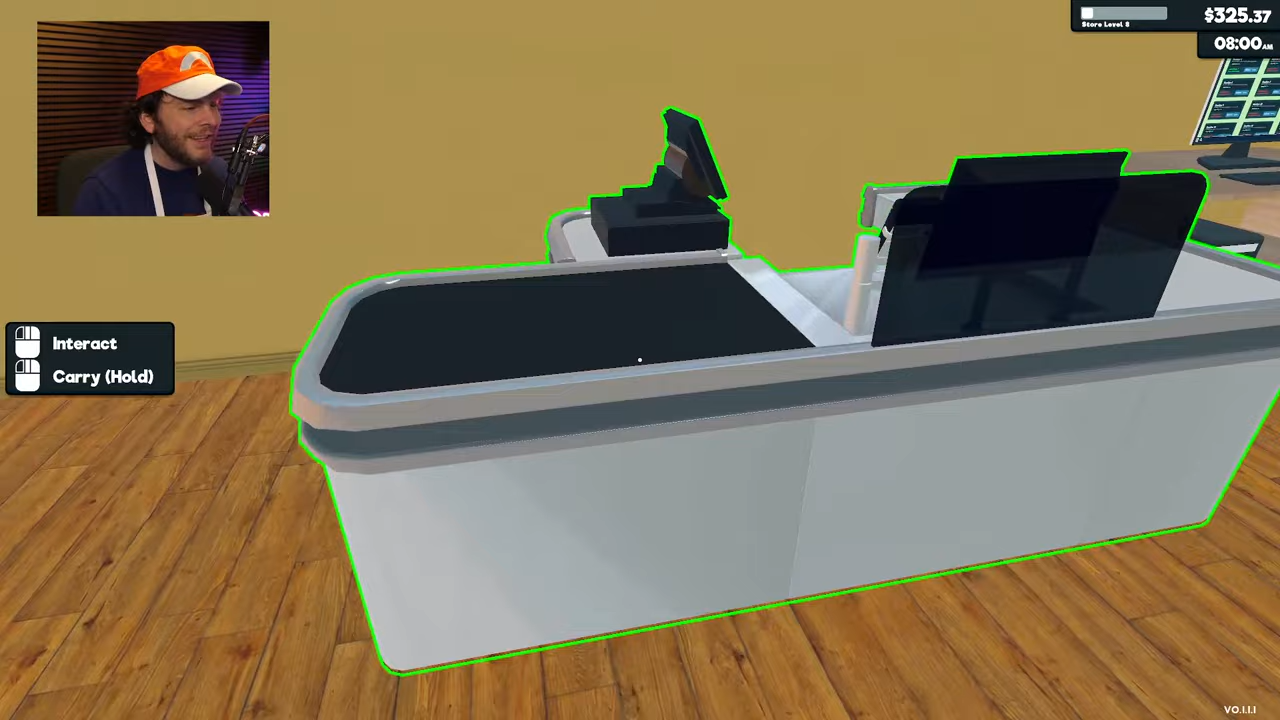 $325.37
Store Level 8
08:00AM
Interact
Carry (Hold)
V0.1.1.1